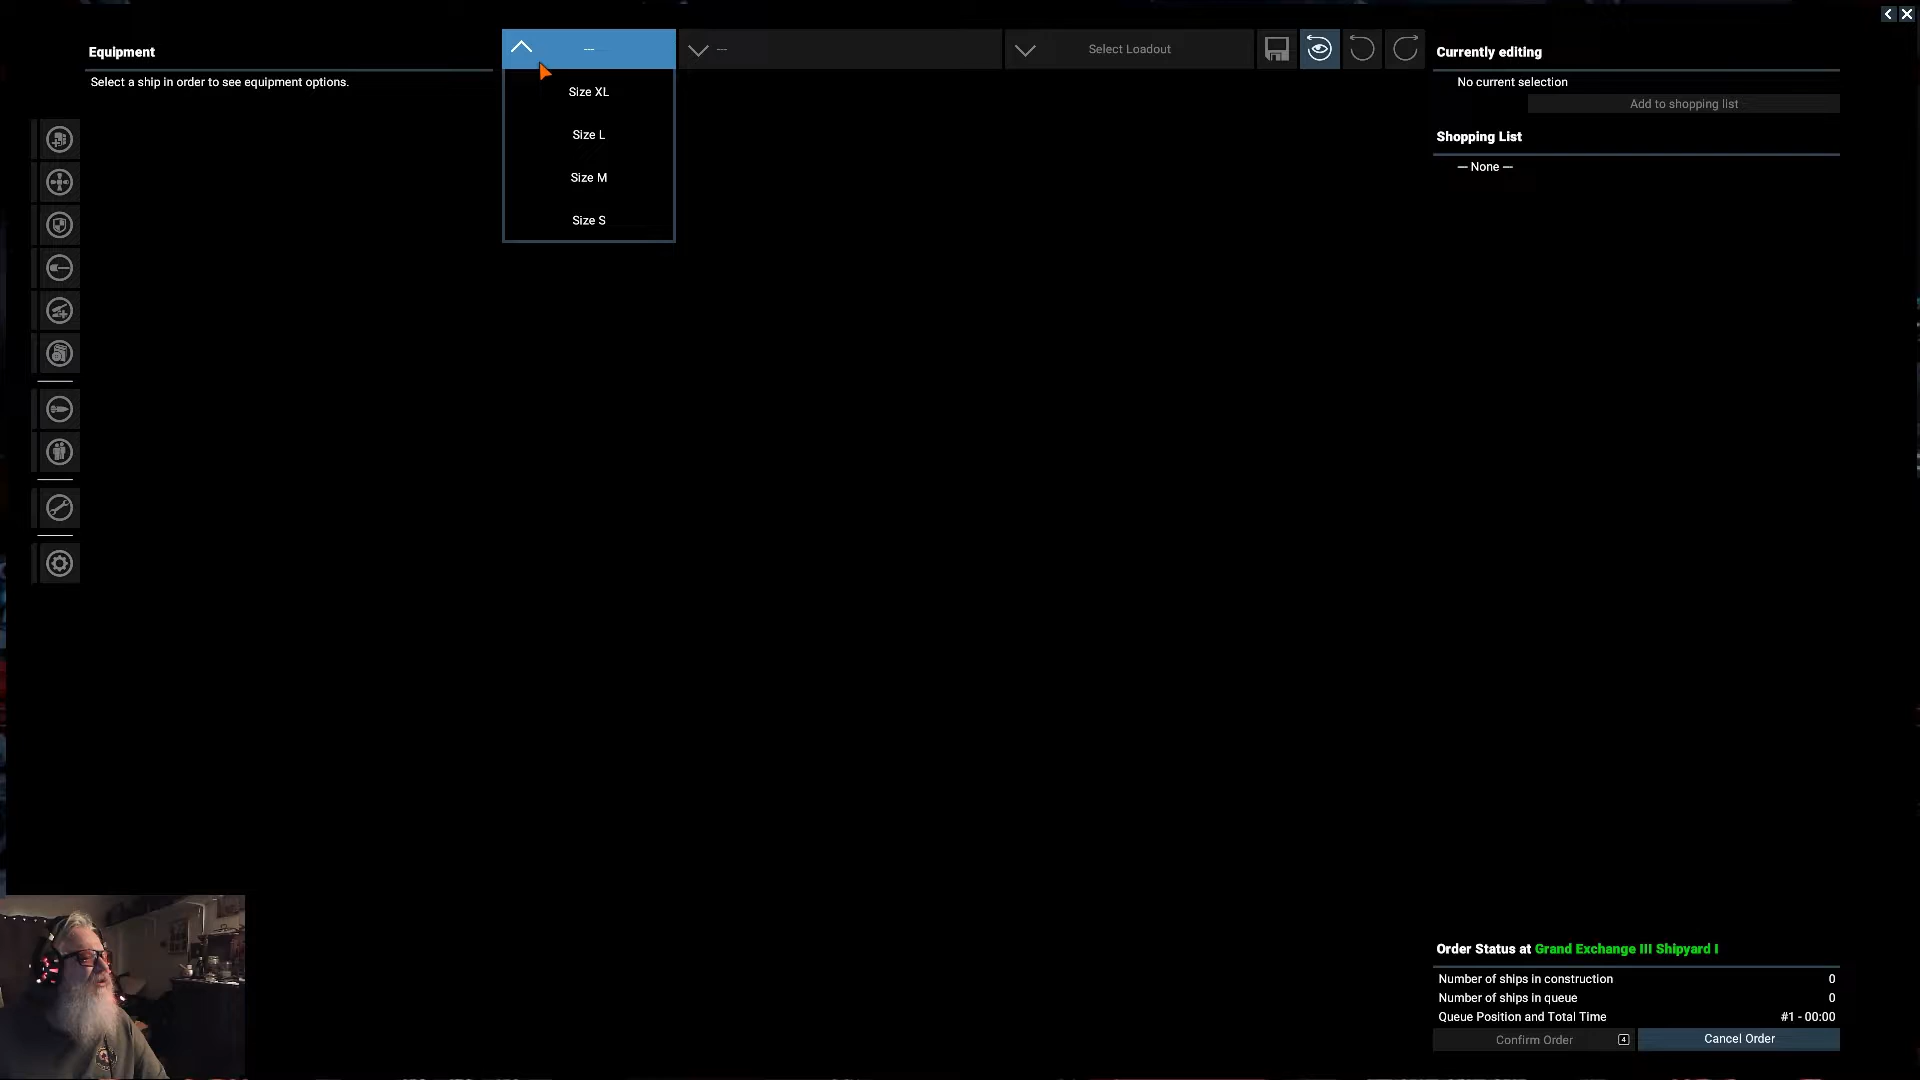 Equipment
Select a ship in order to see equipment options.
—
Size XL
Size L
Size M
Size S
—
Select Loadout
Currently editing
No current selection
Add to shopping list
Shopping List
— None —
Order Status at Grand Exchange III Shipyard I
Number of ships in construction 0
Number of ships in queue 0
Queue Position and Total Time #1 - 00:00
Confirm Order 4
Cancel Order